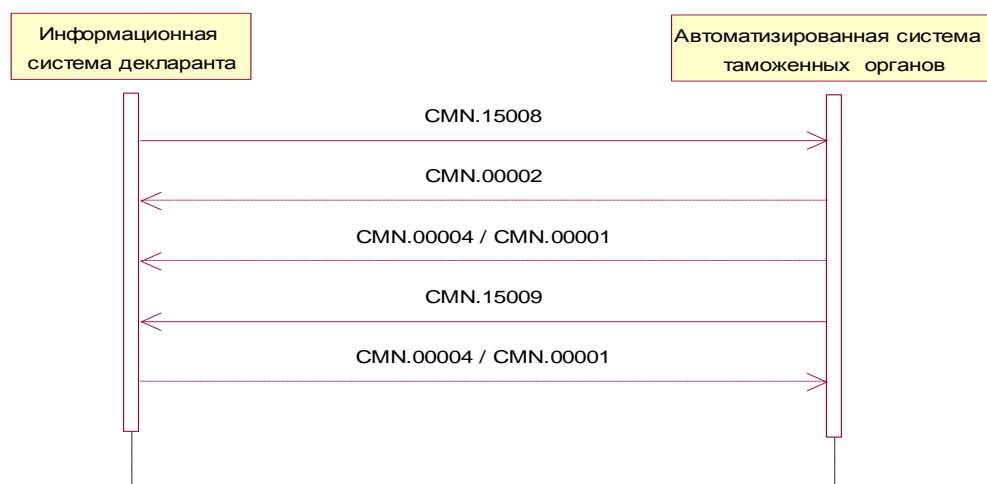 Информационная
система декларанта
Автоматизированная система
таможенных органов
CMN.15008
CMN.00002
CMN.00004 / CMN.00001
CMN.15009
CMN.00004 / CMN.00001